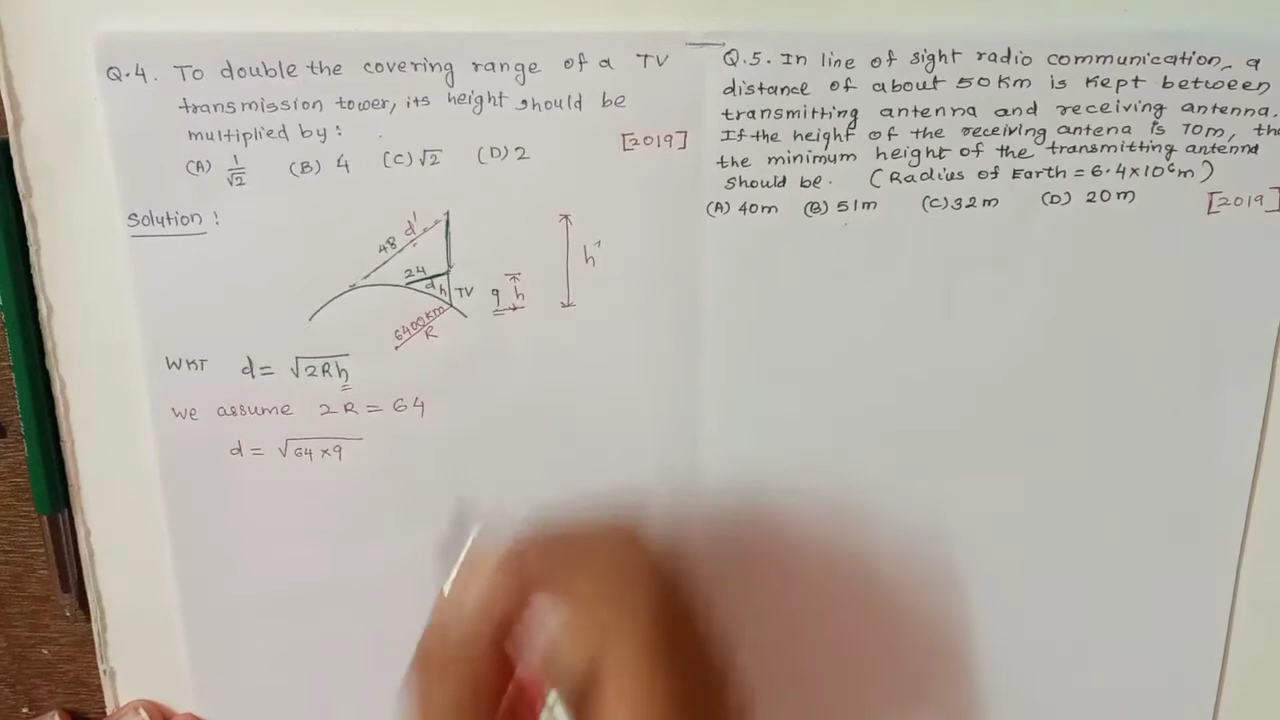 Q.4. To double the covering range of a TV
transmission tower, its height should be
multiplied by:
[2019]
(A) 1/√2 (B) 4 (C) √2 (D) 2
Solution:
48 d'
24
d h TV
9 h
h'
6400km
R
WKT d = √2Rh
we assume 2R = 64
d = √64×9
Q.5. In line of sight radio communication, a
distance of about 50km is kept between
transmitting antenna and receiving antenna.
If the height of the receiving antena is 70m, the
the minimum height of the transmitting antenna
should be. (Radius of Earth = 6.4×10⁶m)
(A) 40m (B) 51m (C) 32m (D) 20m [2019]